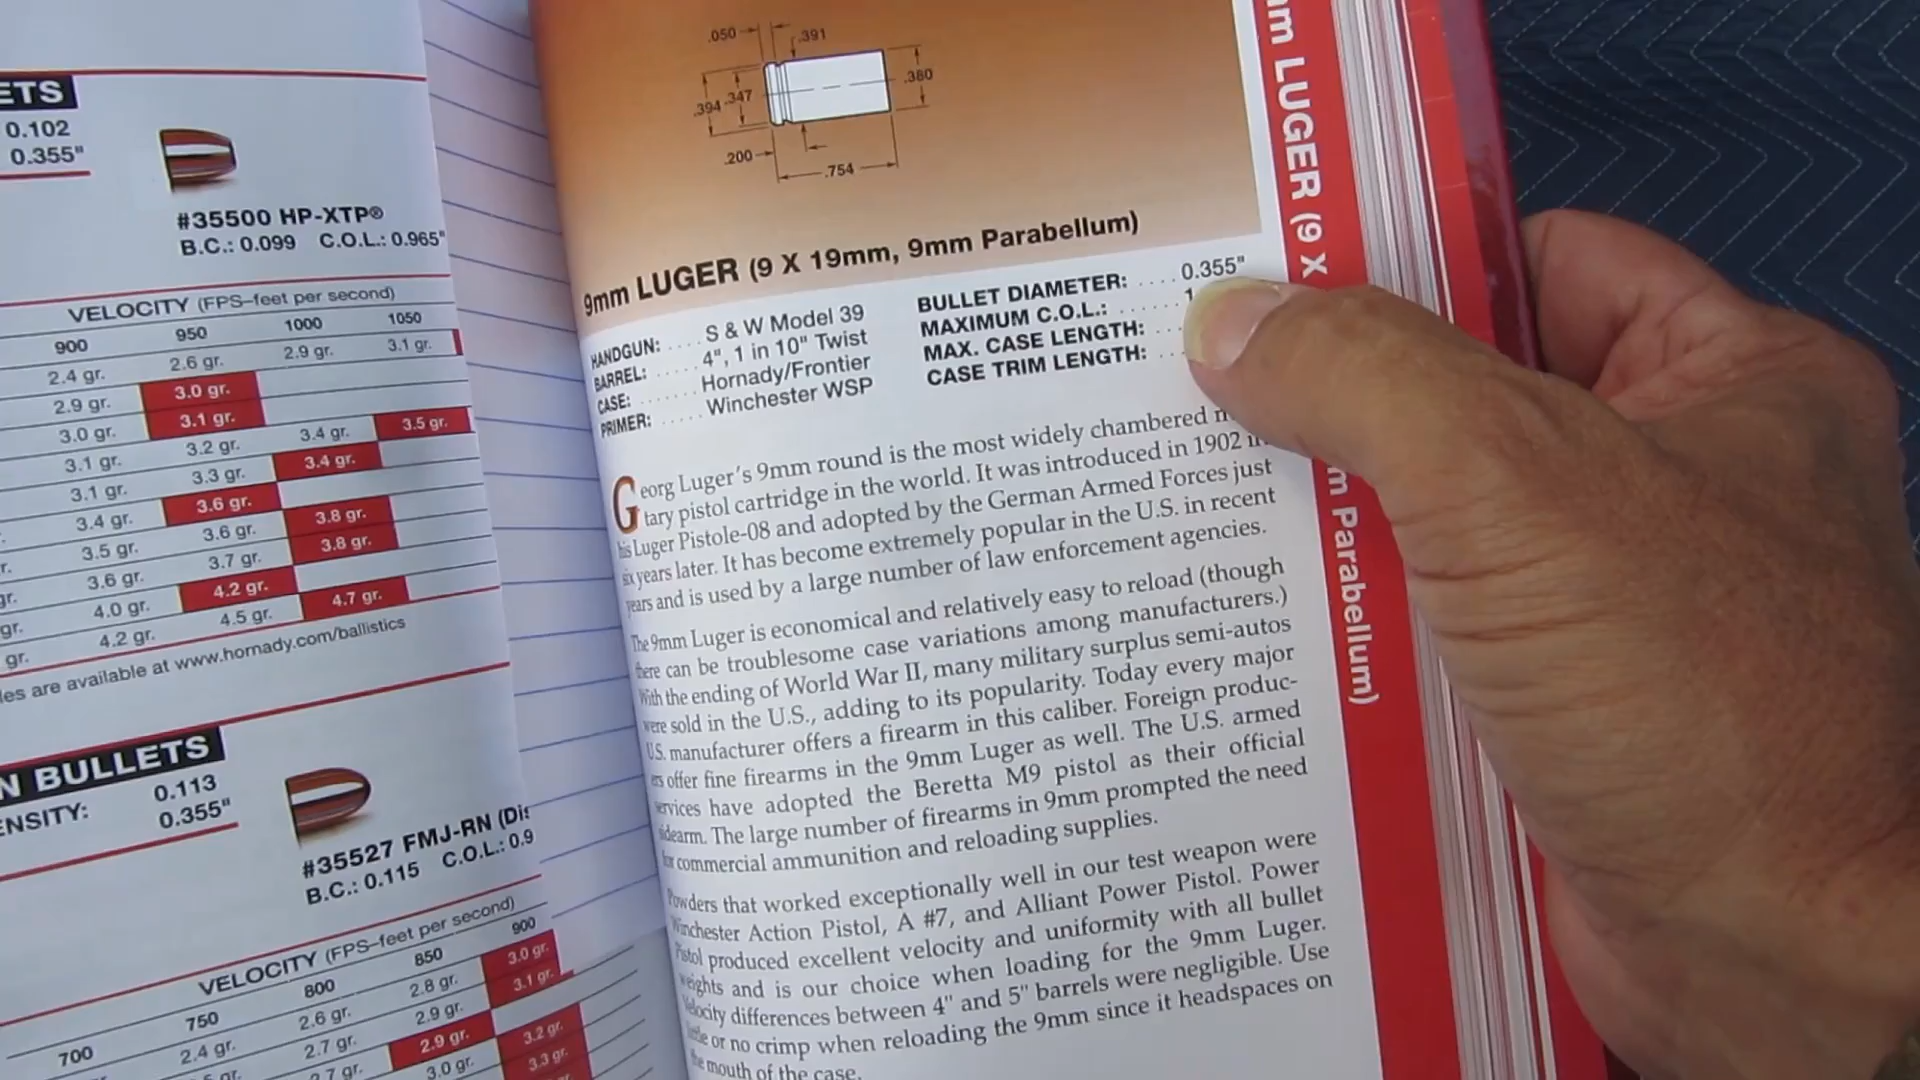 ETS
0.102
0.355"
#35500 HP-XTP®
B.C.: 0.099 C.O.L.: 0.965"
VELOCITY (FPS–feet per second)
900 950 1000 1050
2.4 gr. 2.6 gr. 2.9 gr. 3.1 gr.
2.9 gr. 3.0 gr.
3.0 gr. 3.1 gr.
3.1 gr. 3.2 gr. 3.4 gr. 3.5 gr.
3.1 gr. 3.3 gr. 3.4 gr.
3.4 gr. 3.6 gr.
r. 3.5 gr. 3.6 gr. 3.8 gr.
gr. 3.6 gr. 3.7 gr. 3.8 gr.
gr. 4.0 gr. 4.2 gr.
gr. 4.2 gr. 4.5 gr. 4.7 gr.
les are available at www.hornady.com/ballistics
N BULLETS
ENSITY: 0.113
0.355"
#35527 FMJ-RN (Dis
B.C.: 0.115 C.O.L.: 0.9
VELOCITY (FPS–feet per second)
700 750 800 850 900
2.4 gr. 2.6 gr. 2.8 gr. 3.0 gr.
2.7 gr. 2.9 gr. 3.1 gr.
2.7 gr. 2.9 gr. 3.2 gr.
3.0 gr. 3.3 gr.
.050 .391
.394 .347 .380
.200 .754
9mm LUGER (9 X 19mm, 9mm Parabellum)
HANDGUN: .... S & W Model 39
BARREL: ..... 4", 1 in 10" Twist
CASE: ....... Hornady/Frontier
PRIMER: ..... Winchester WSP
BULLET DIAMETER: .... 0.355"
MAXIMUM C.O.L.: ...... 1
MAX. CASE LENGTH: ..
CASE TRIM LENGTH: ..
Georg Luger's 9mm round is the most widely chambered
tary pistol cartridge in the world. It was introduced in 1902 in
his Luger Pistole-08 and adopted by the German Armed Forces just
six years later. It has become extremely popular in the U.S. in recent
years and is used by a large number of law enforcement agencies.
The 9mm Luger is economical and relatively easy to reload (though
there can be troublesome case variations among manufacturers.)
With the ending of World War II, many military surplus semi-autos
were sold in the U.S., adding to its popularity. Today every major
U.S. manufacturer offers a firearm in this caliber. Foreign produc-
ers offer fine firearms in the 9mm Luger as well. The U.S. armed
services have adopted the Beretta M9 pistol as their official
sidearm. The large number of firearms in 9mm prompted the need
for commercial ammunition and reloading supplies.
Powders that worked exceptionally well in our test weapon were
Winchester Action Pistol, A #7, and Alliant Power Pistol. Power
Pistol produced excellent velocity and uniformity with all bullet
weights and is our choice when loading for the 9mm Luger.
Velocity differences between 4" and 5" barrels were negligible. Use
little or no crimp when reloading the 9mm since it headspaces on
the mouth of the case.
mm LUGER (9 X
m Parabellum)